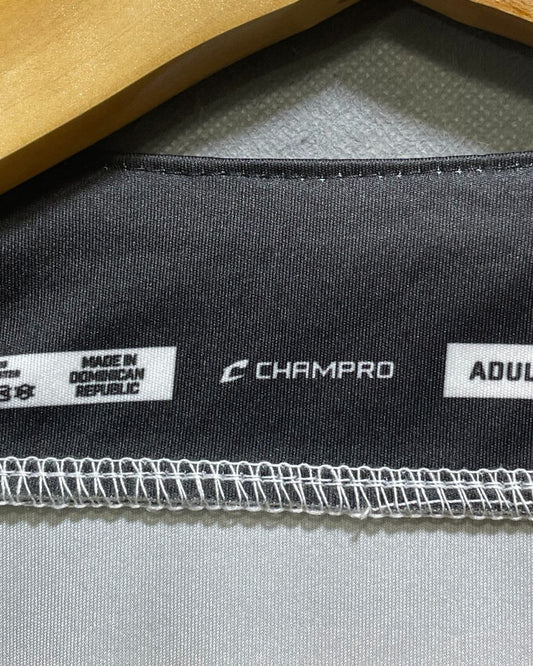 MADE IN
DOMINICAN
REPUBLIC
CHAMPRO
ADUL